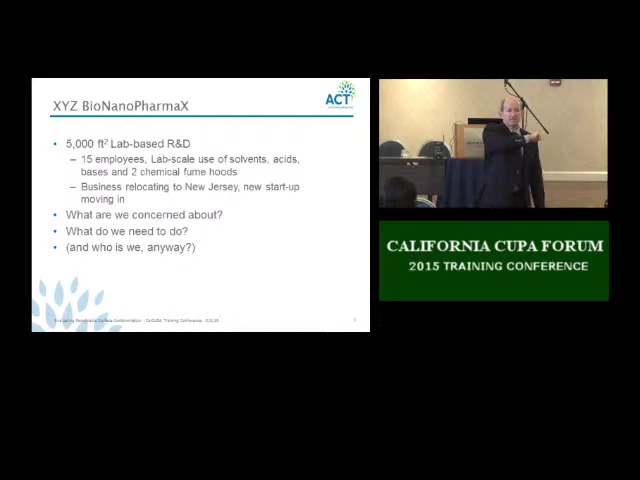 XYZ BioNanoPharmaX
ACT
• 5,000 ft² Lab-based R&D
– 15 employees, Lab-scale use of solvents, acids,
bases and 2 chemical fume hoods
– Business relocating to New Jersey, new start-up
moving in
• What are we concerned about?
• What do we need to do?
• (and who is we, anyway?)
CALIFORNIA CUPA FORUM
2015 TRAINING CONFERENCE